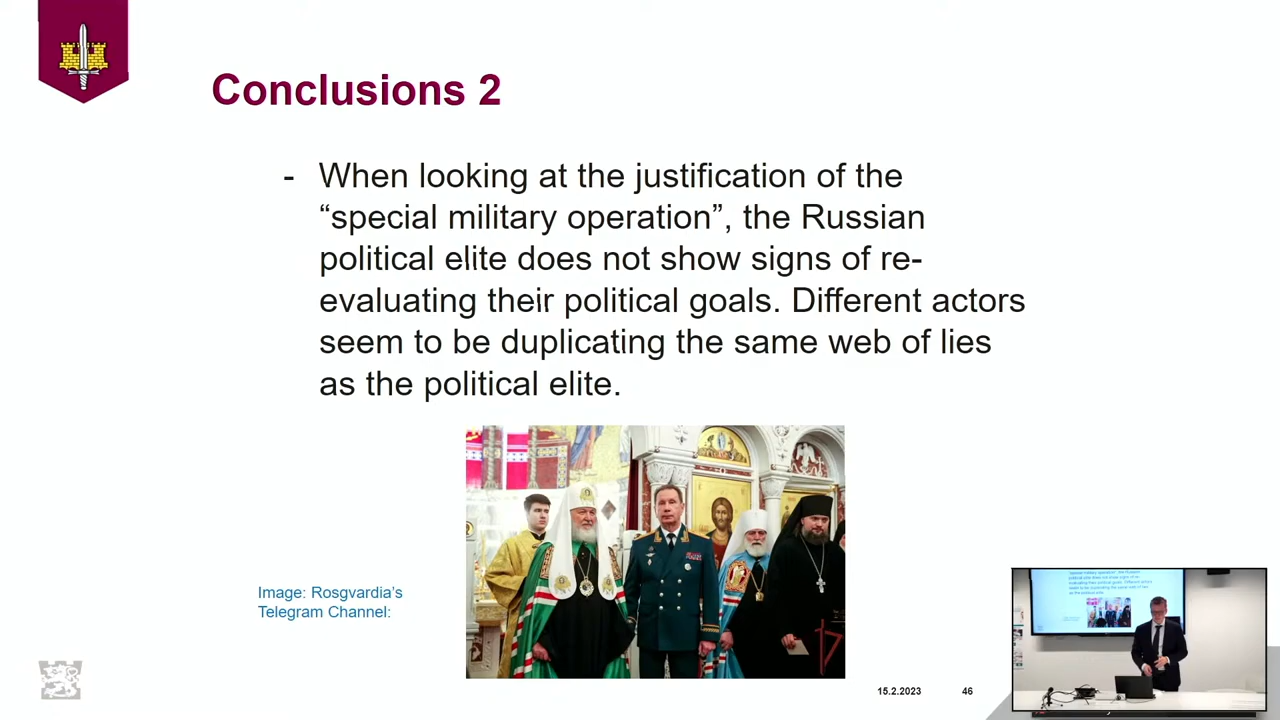 Conclusions 2
- When looking at the justification of the
“special military operation”, the Russian
political elite does not show signs of re-
evaluating their political goals. Different actors
seem to be duplicating the same web of lies
as the political elite.
Image: Rosgvardia's
Telegram Channel:
15.2.2023 46